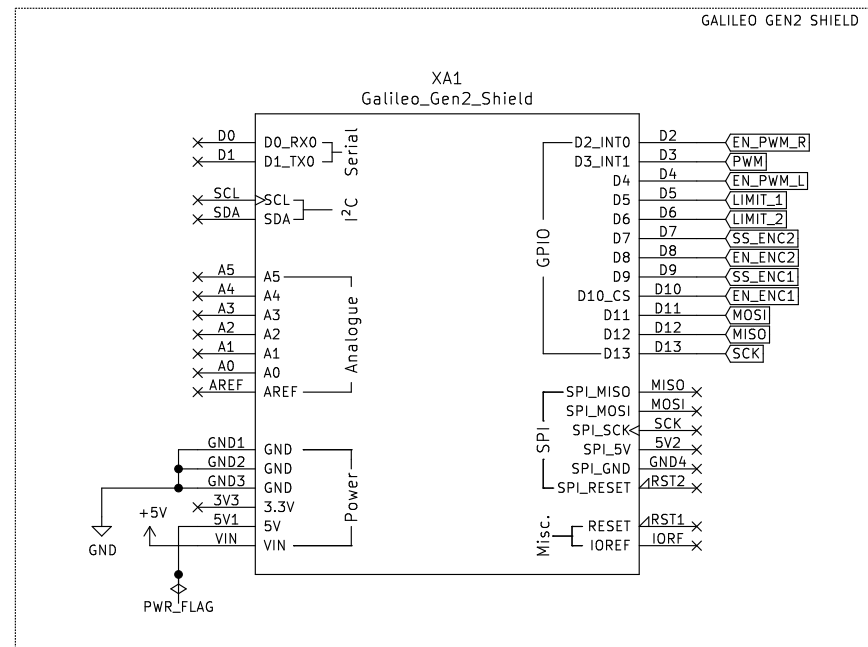 GALILEO GEN2 SHIELD
XA1
Galileo_Gen2_Shield
D0 D0_RX0
D1 D1_TX0
Serial
SCL SCL
SDA SDA
I²C
A5 A5
A4 A4
A3 A3
A2 A2
A1 A1
A0 A0
AREF AREF
Analogue
GND1 GND
GND2 GND
GND3 GND
3V3 3.3V
5V1 5V
VIN VIN
Power
+5V
GND
PWR_FLAG
D2_INT0 D2 EN_PWM_R
D3_INT1 D3 PWM
D4 D4 EN_PWM_L
D5 D5 LIMIT_1
D6 D6 LIMIT_2
D7 D7 SS_ENC2
D8 D8 EN_ENC2
D9 D9 SS_ENC1
D10_CS D10 EN_ENC1
D11 D11 MOSI
D12 D12 MISO
D13 D13 SCK
GPIO
SPI_MISO MISO
SPI_MOSI MOSI
SPI_SCK SCK
SPI_5V 5V2
SPI_GND GND4
SPI_RESET RST2
SPI
RESET RST1
IOREF IORF
Misc.